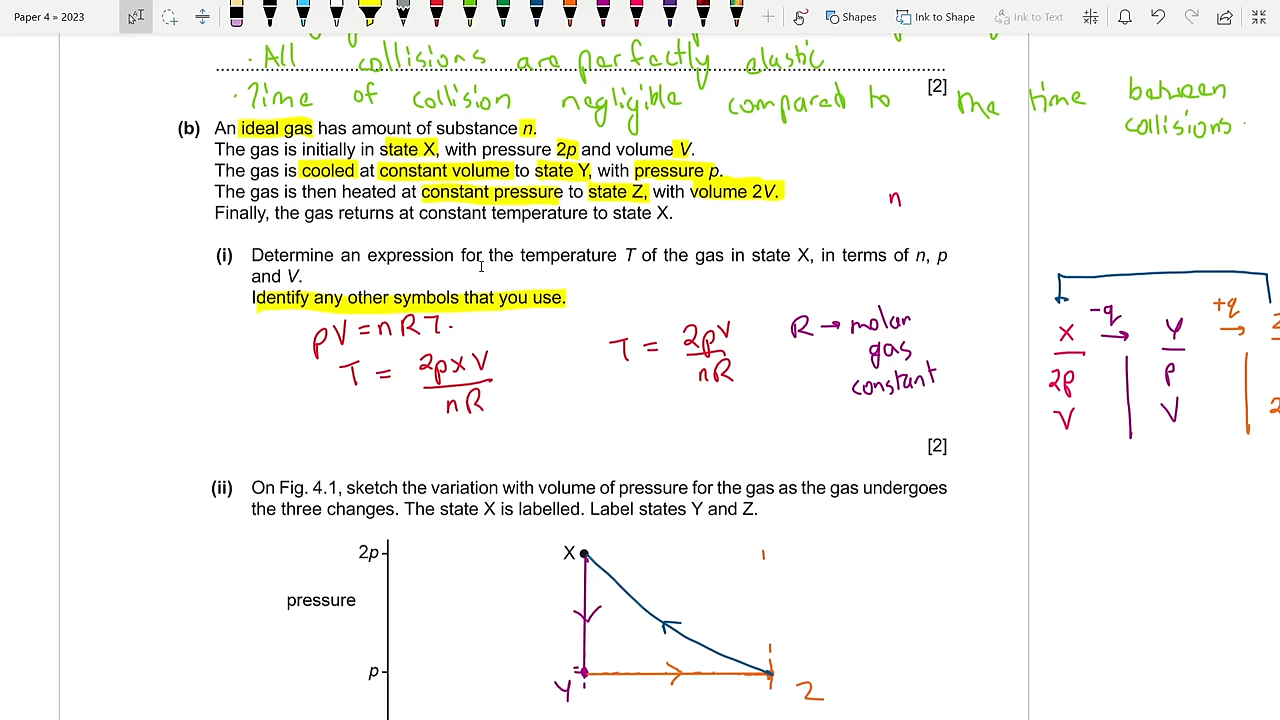 Paper 4 » 2023
Shapes
Ink to Shape
Ink to Text
· All collisions are perfectly elastic
[2]
· Time of collision negligible compared to the time between collisions.
(b) An ideal gas has amount of substance n.
The gas is initially in state X, with pressure 2p and volume V.
The gas is cooled at constant volume to state Y, with pressure p.
The gas is then heated at constant pressure to state Z, with volume 2V.
n
Finally, the gas returns at constant temperature to state X.
(i) Determine an expression for the temperature T of the gas in state X, in terms of n, p
and V.
Identify any other symbols that you use.
pV = nRT.
T = 2p x V / nR
T = 2pV / nR
R → molar
gas
constant
X -q → Y +q → Z
2p | p |
V | V | 2
[2]
(ii) On Fig. 4.1, sketch the variation with volume of pressure for the gas as the gas undergoes
the three changes. The state X is labelled. Label states Y and Z.
2p
X
pressure
p
Y
Z